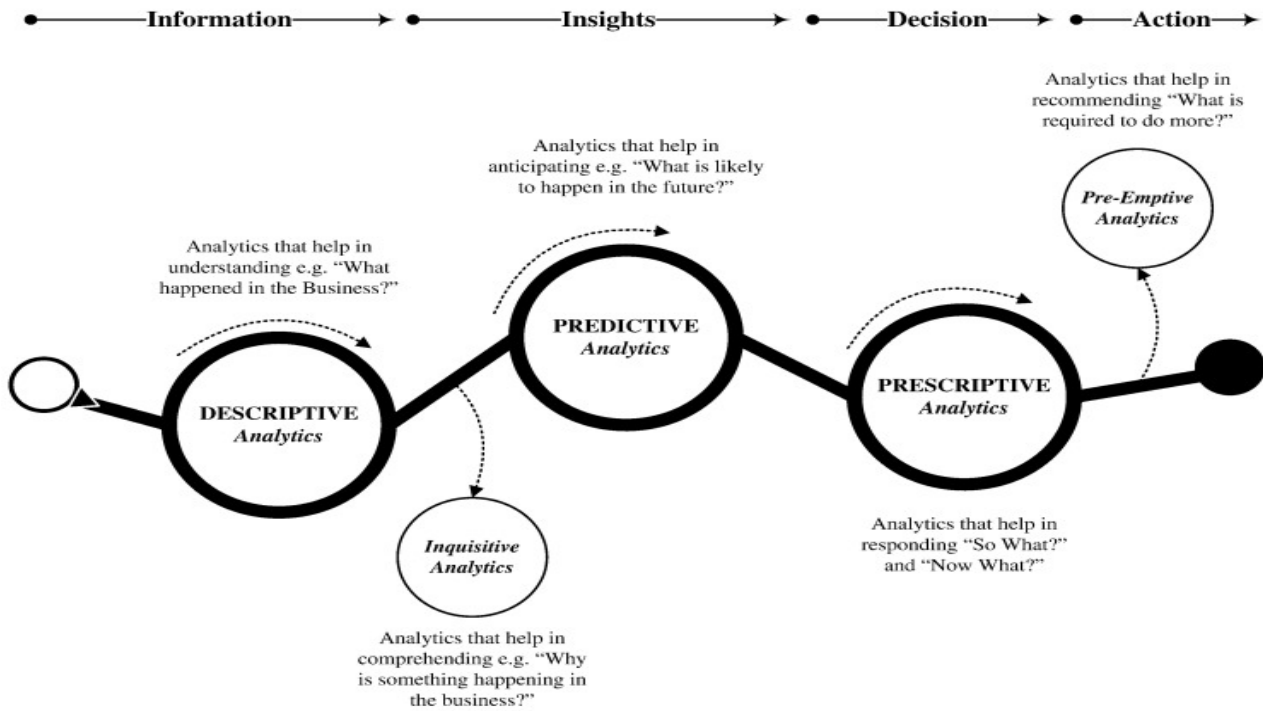 Information
Insights
Decision
Action
Analytics that help in
recommending “What is
required to do more?”
Pre-Emptive
Analytics
Analytics that help in
anticipating e.g. “What is likely
to happen in the future?”
Analytics that help in
understanding e.g. “What
happened in the Business?”
PREDICTIVE
Analytics
DESCRIPTIVE
Analytics
PRESCRIPTIVE
Analytics
Inquisitive
Analytics
Analytics that help in
responding “So What?”
and “Now What?”
Analytics that help in
comprehending e.g. “Why
is something happening in
the business?”